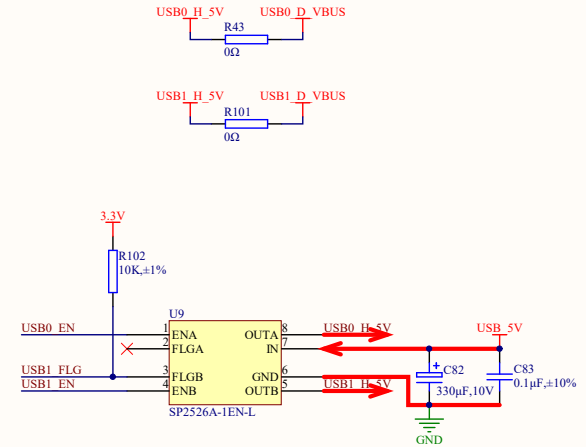 USB0_H_5V USB0_D_VBUS
R43
0Ω
USB1_H_5V USB1_D_VBUS
R101
0Ω
3.3V
R102
10K,±1%
U9
USB0_EN 1 ENA OUTA 8 USB0_H_5V USB_5V
2 FLGA IN 7
USB1_FLG 3 FLGB GND 6
USB1_EN 4 ENB OUTB 5 USB1_H_5V
SP2526A-1EN-L
+ C82
330μF,10V
C83
0.1μF,±10%
GND